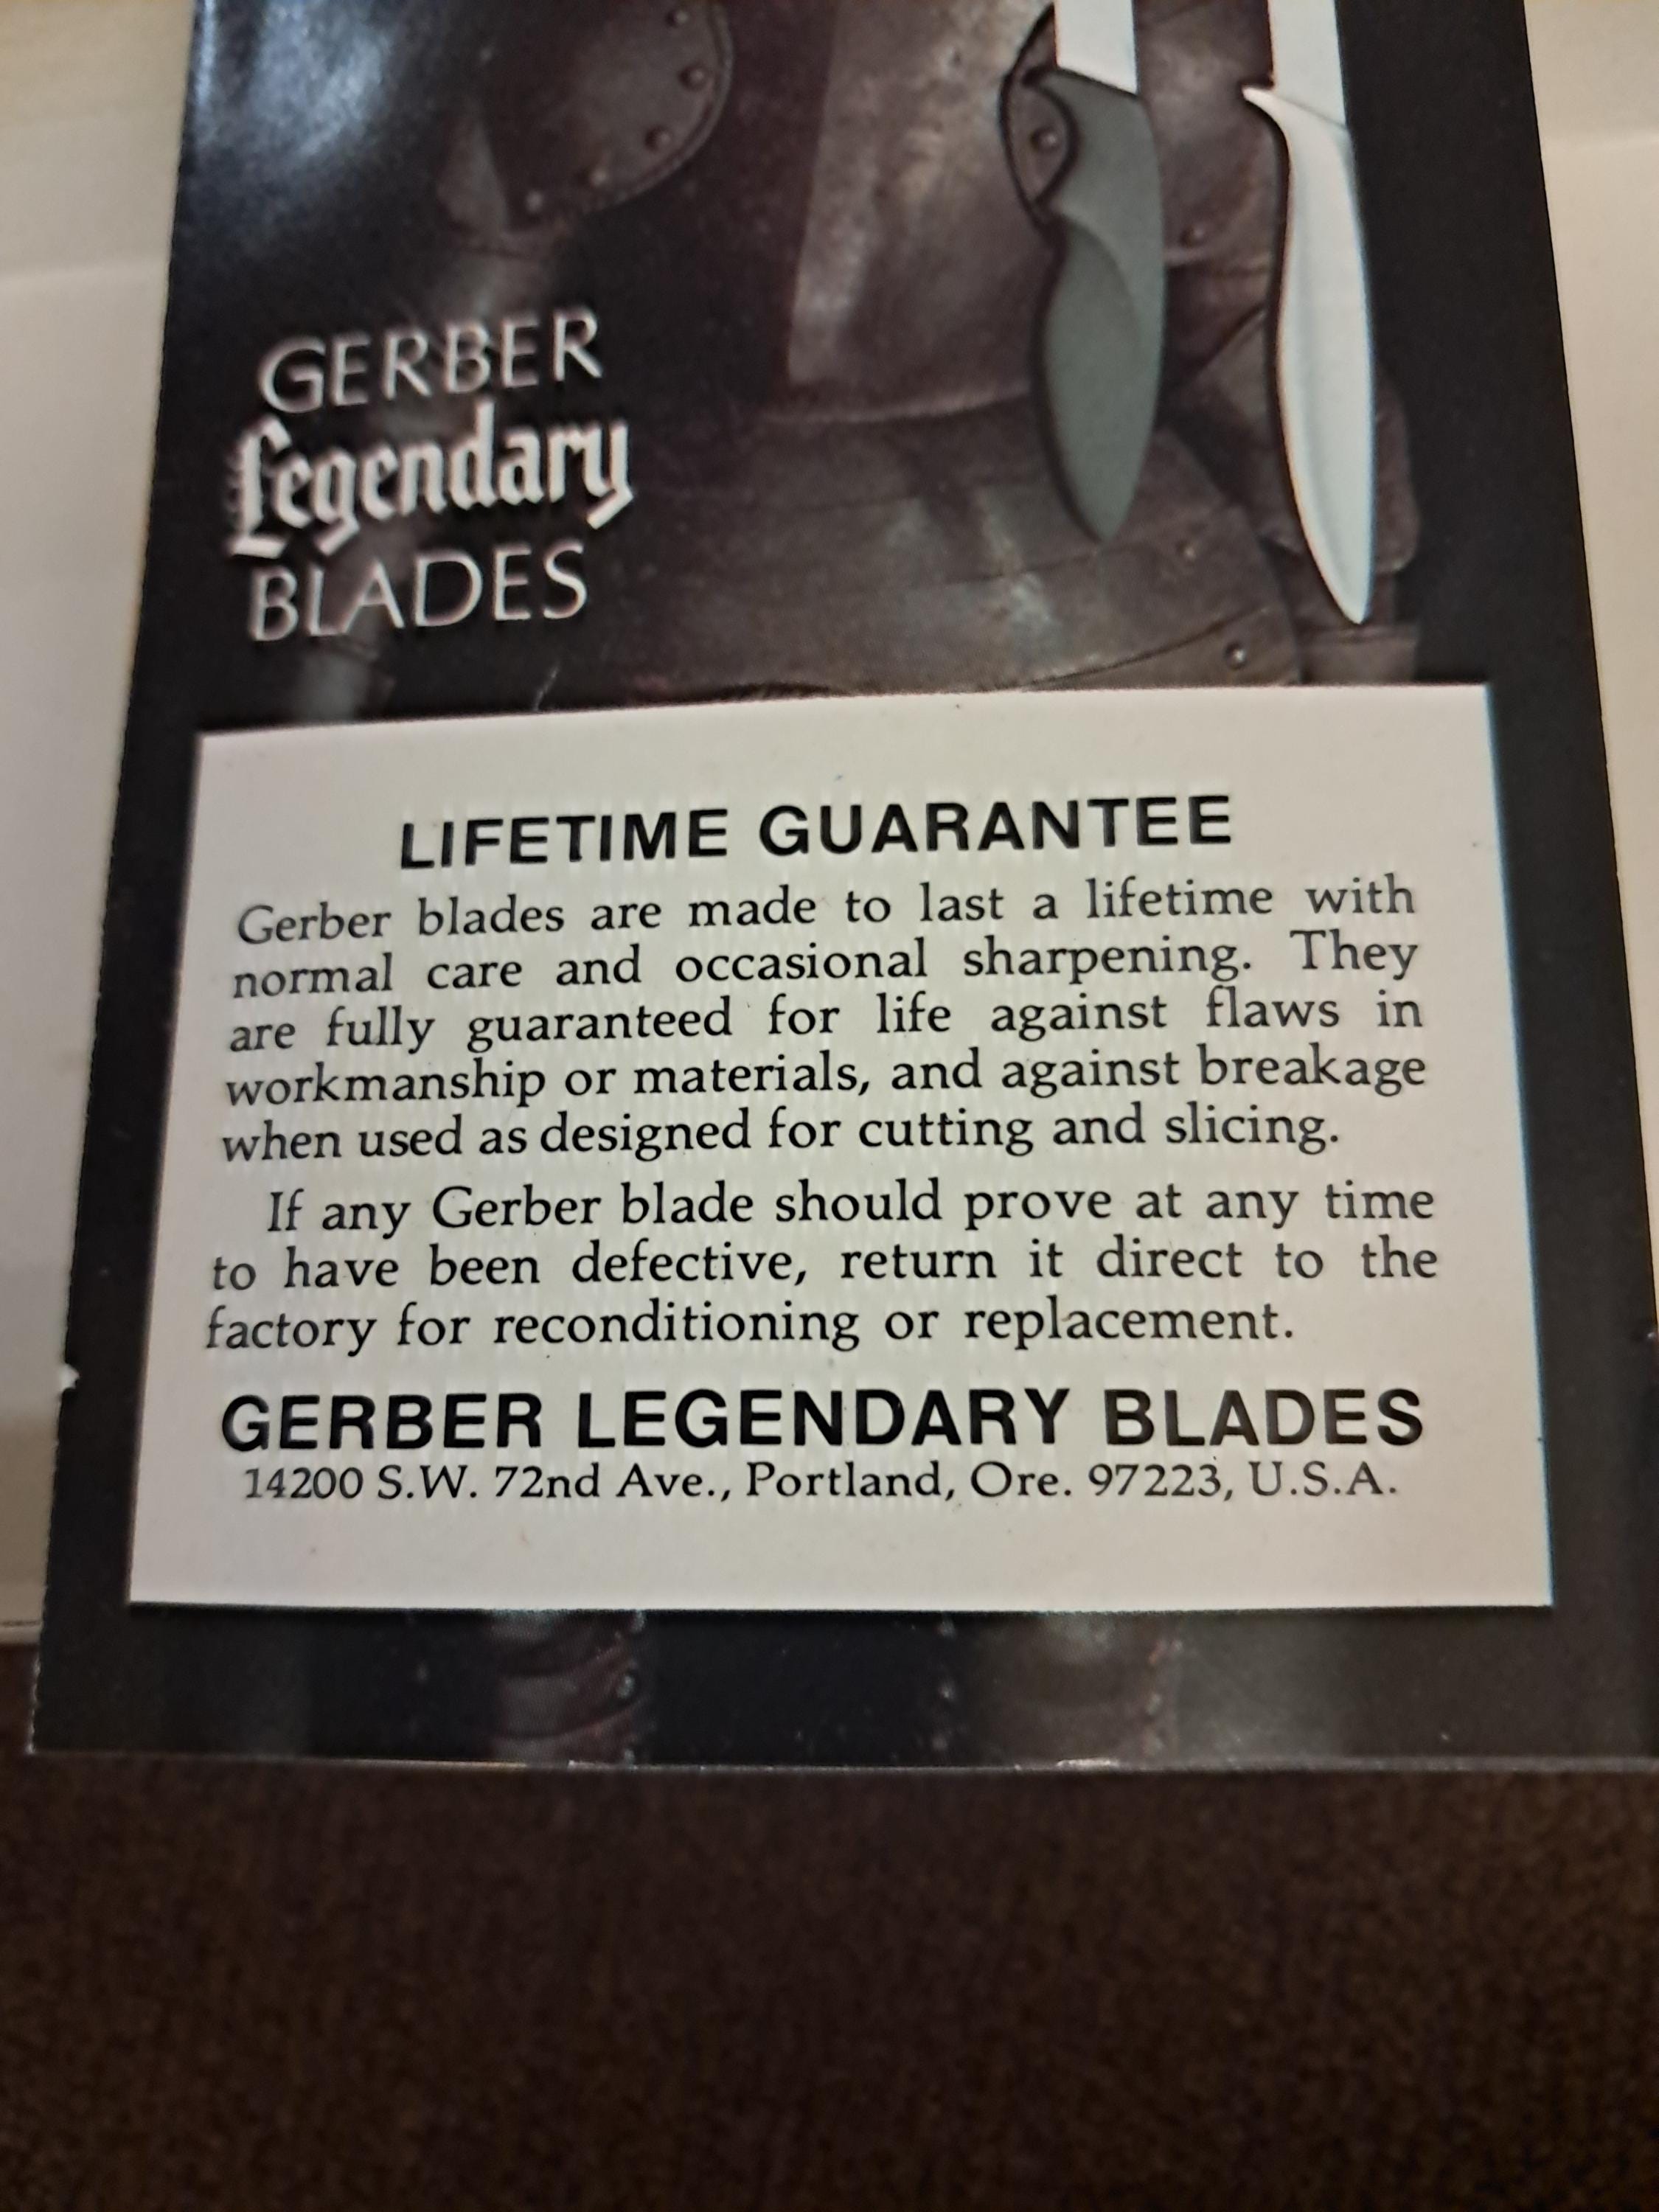 GERBER
Legendary
BLADES
LIFETIME GUARANTEE
Gerber blades are made to last a lifetime with
normal care and occasional sharpening. They
are fully guaranteed for life against flaws in
workmanship or materials, and against breakage
when used as designed for cutting and slicing.
If any Gerber blade should prove at any time
to have been defective, return it direct to the
factory for reconditioning or replacement.
GERBER LEGENDARY BLADES
14200 S.W. 72nd Ave., Portland, Ore. 97223, U.S.A.